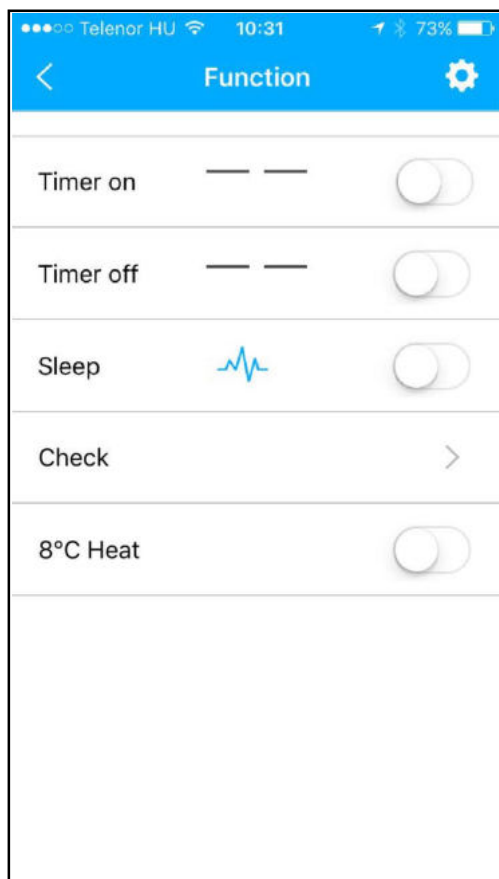 Telenor HU 10:31 73%
Function
Timer on — —
Timer off — —
Sleep
Check
8°C Heat